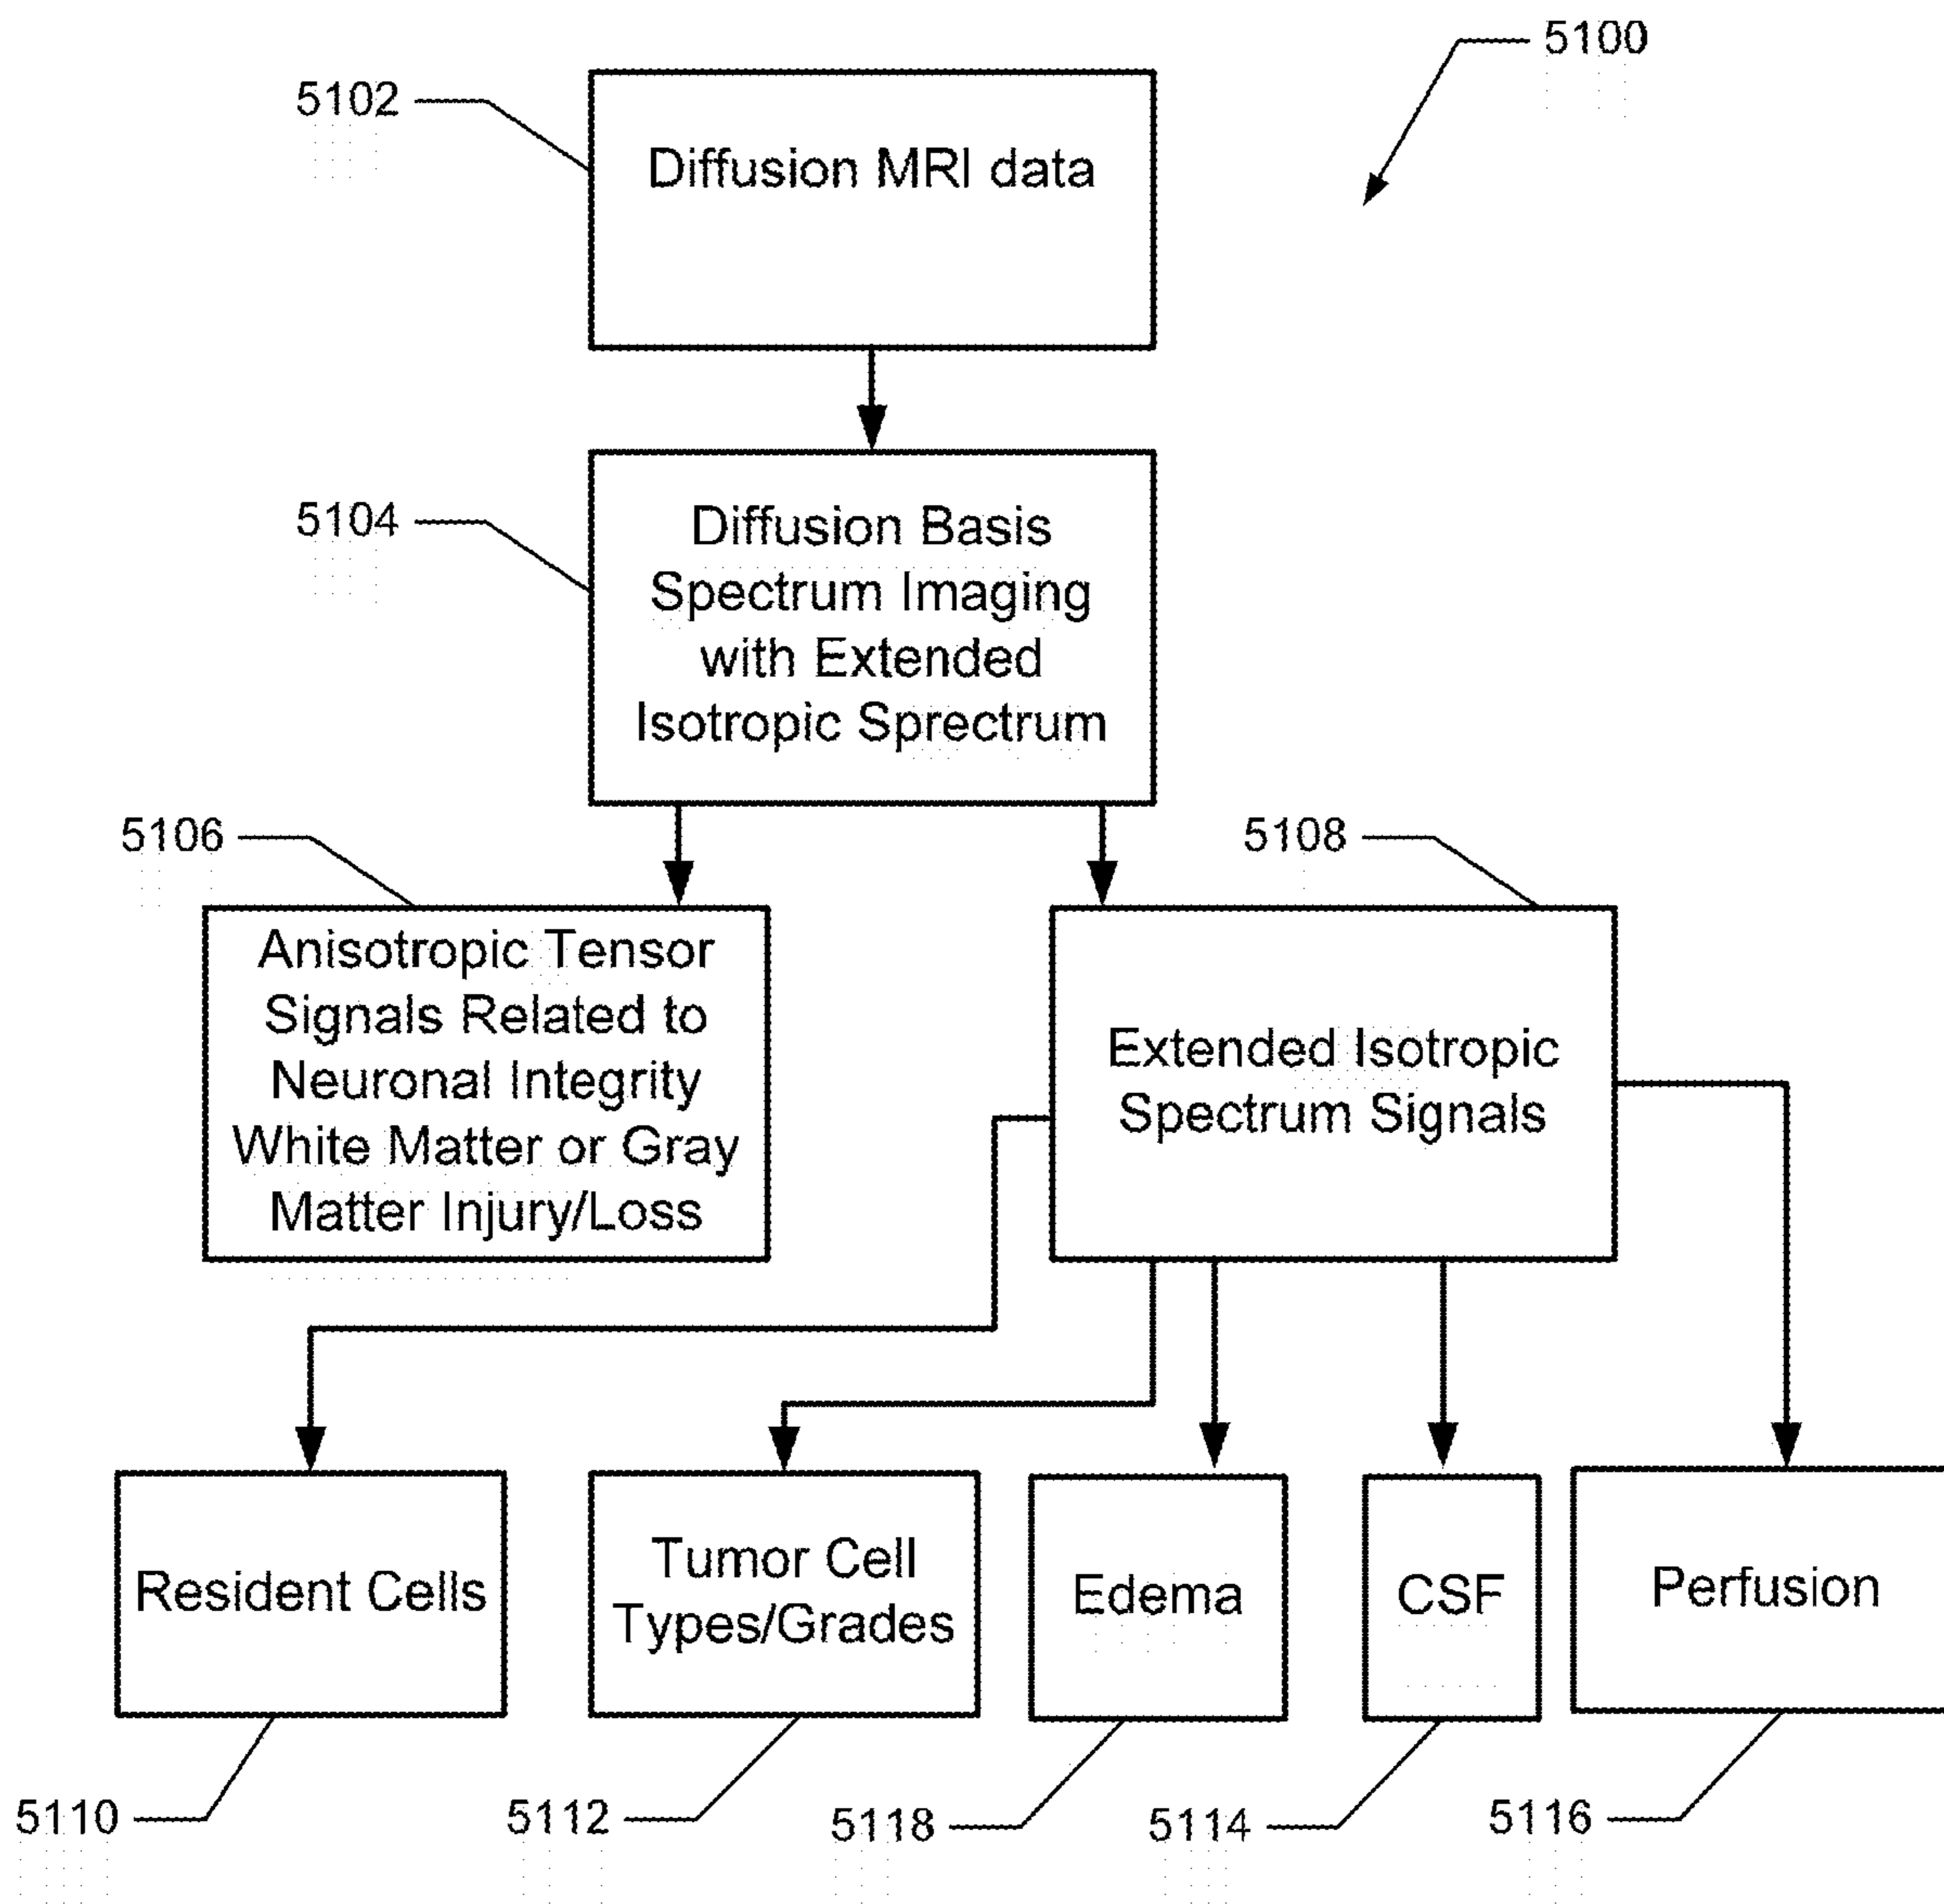 5100
5102
Diffusion MRI data
5104
Diffusion Basis
Spectrum Imaging
with Extended
Isotropic Sprectrum
5106
5108
Anisotropic Tensor
Signals Related to
Neuronal Integrity
White Matter or Gray
Matter Injury/Loss
Extended Isotropic
Spectrum Signals
Resident Cells
Tumor Cell
Types/Grades
Edema
CSF
Perfusion
5110
5112
5118
5114
5116